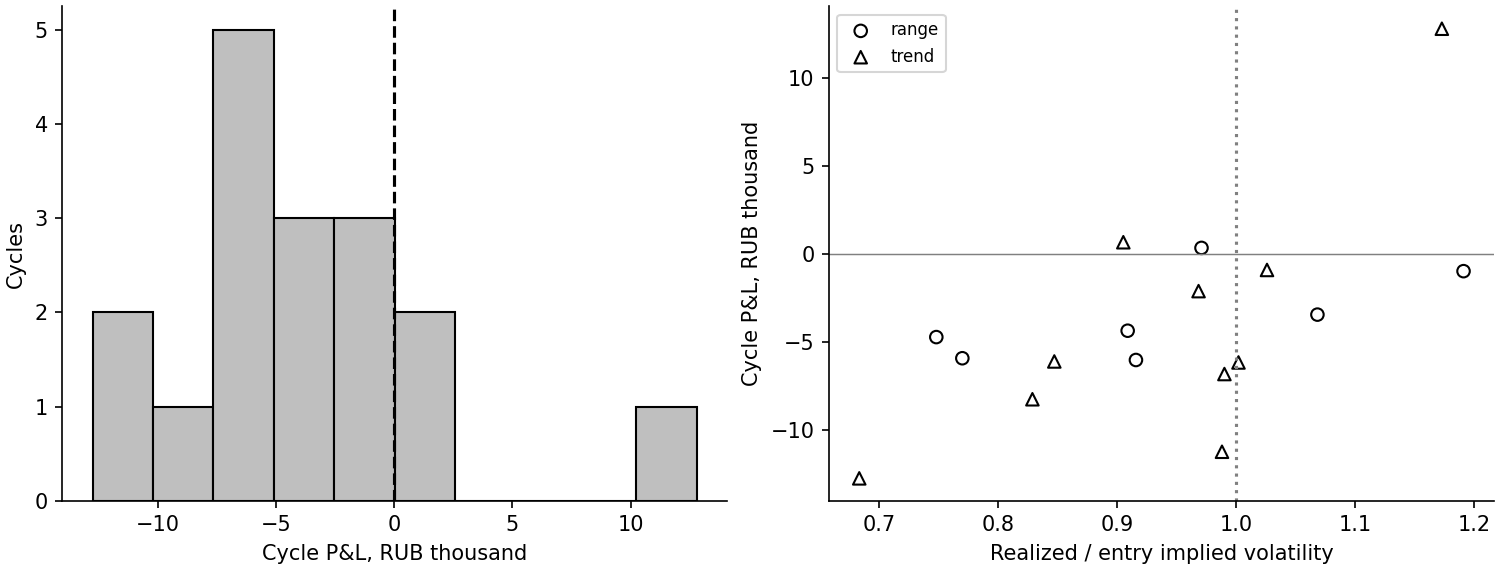 5
4
3
2
1
0
Cycles
−10 −5 0 5 10
Cycle P&L, RUB thousand
range
trend
10
5
0
−5
−10
Cycle P&L, RUB thousand
0.7 0.8 0.9 1.0 1.1 1.2
Realized / entry implied volatility